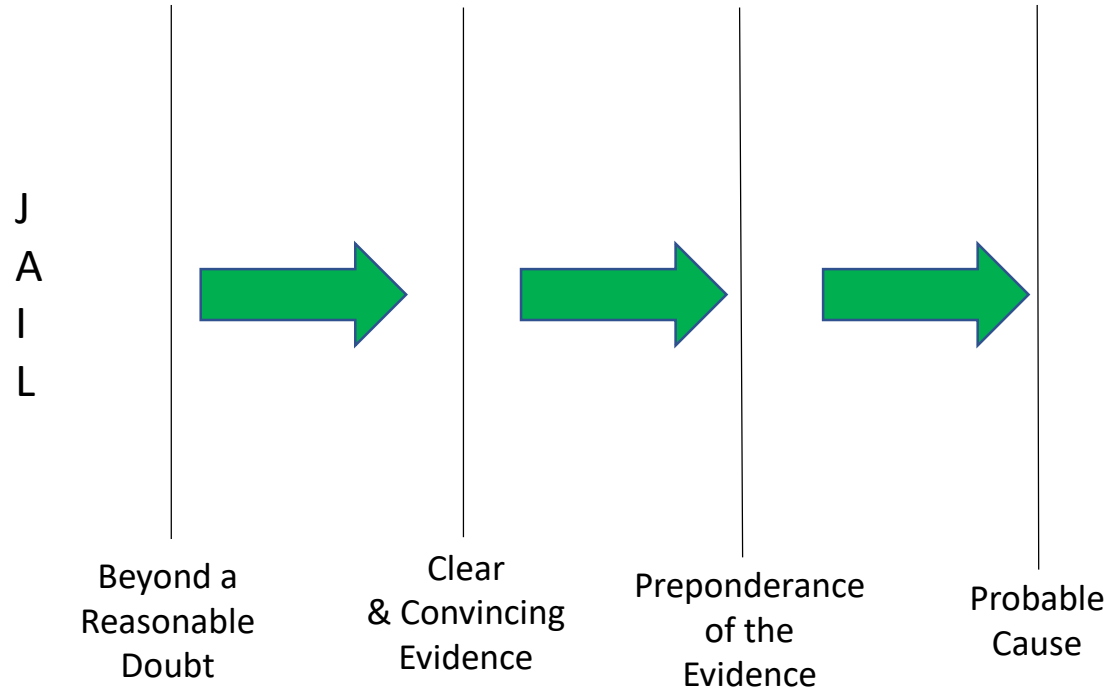 J
A
I
L
Beyond a
Reasonable
Doubt
Clear
& Convincing
Evidence
Preponderance
of the
Evidence
Probable
Cause